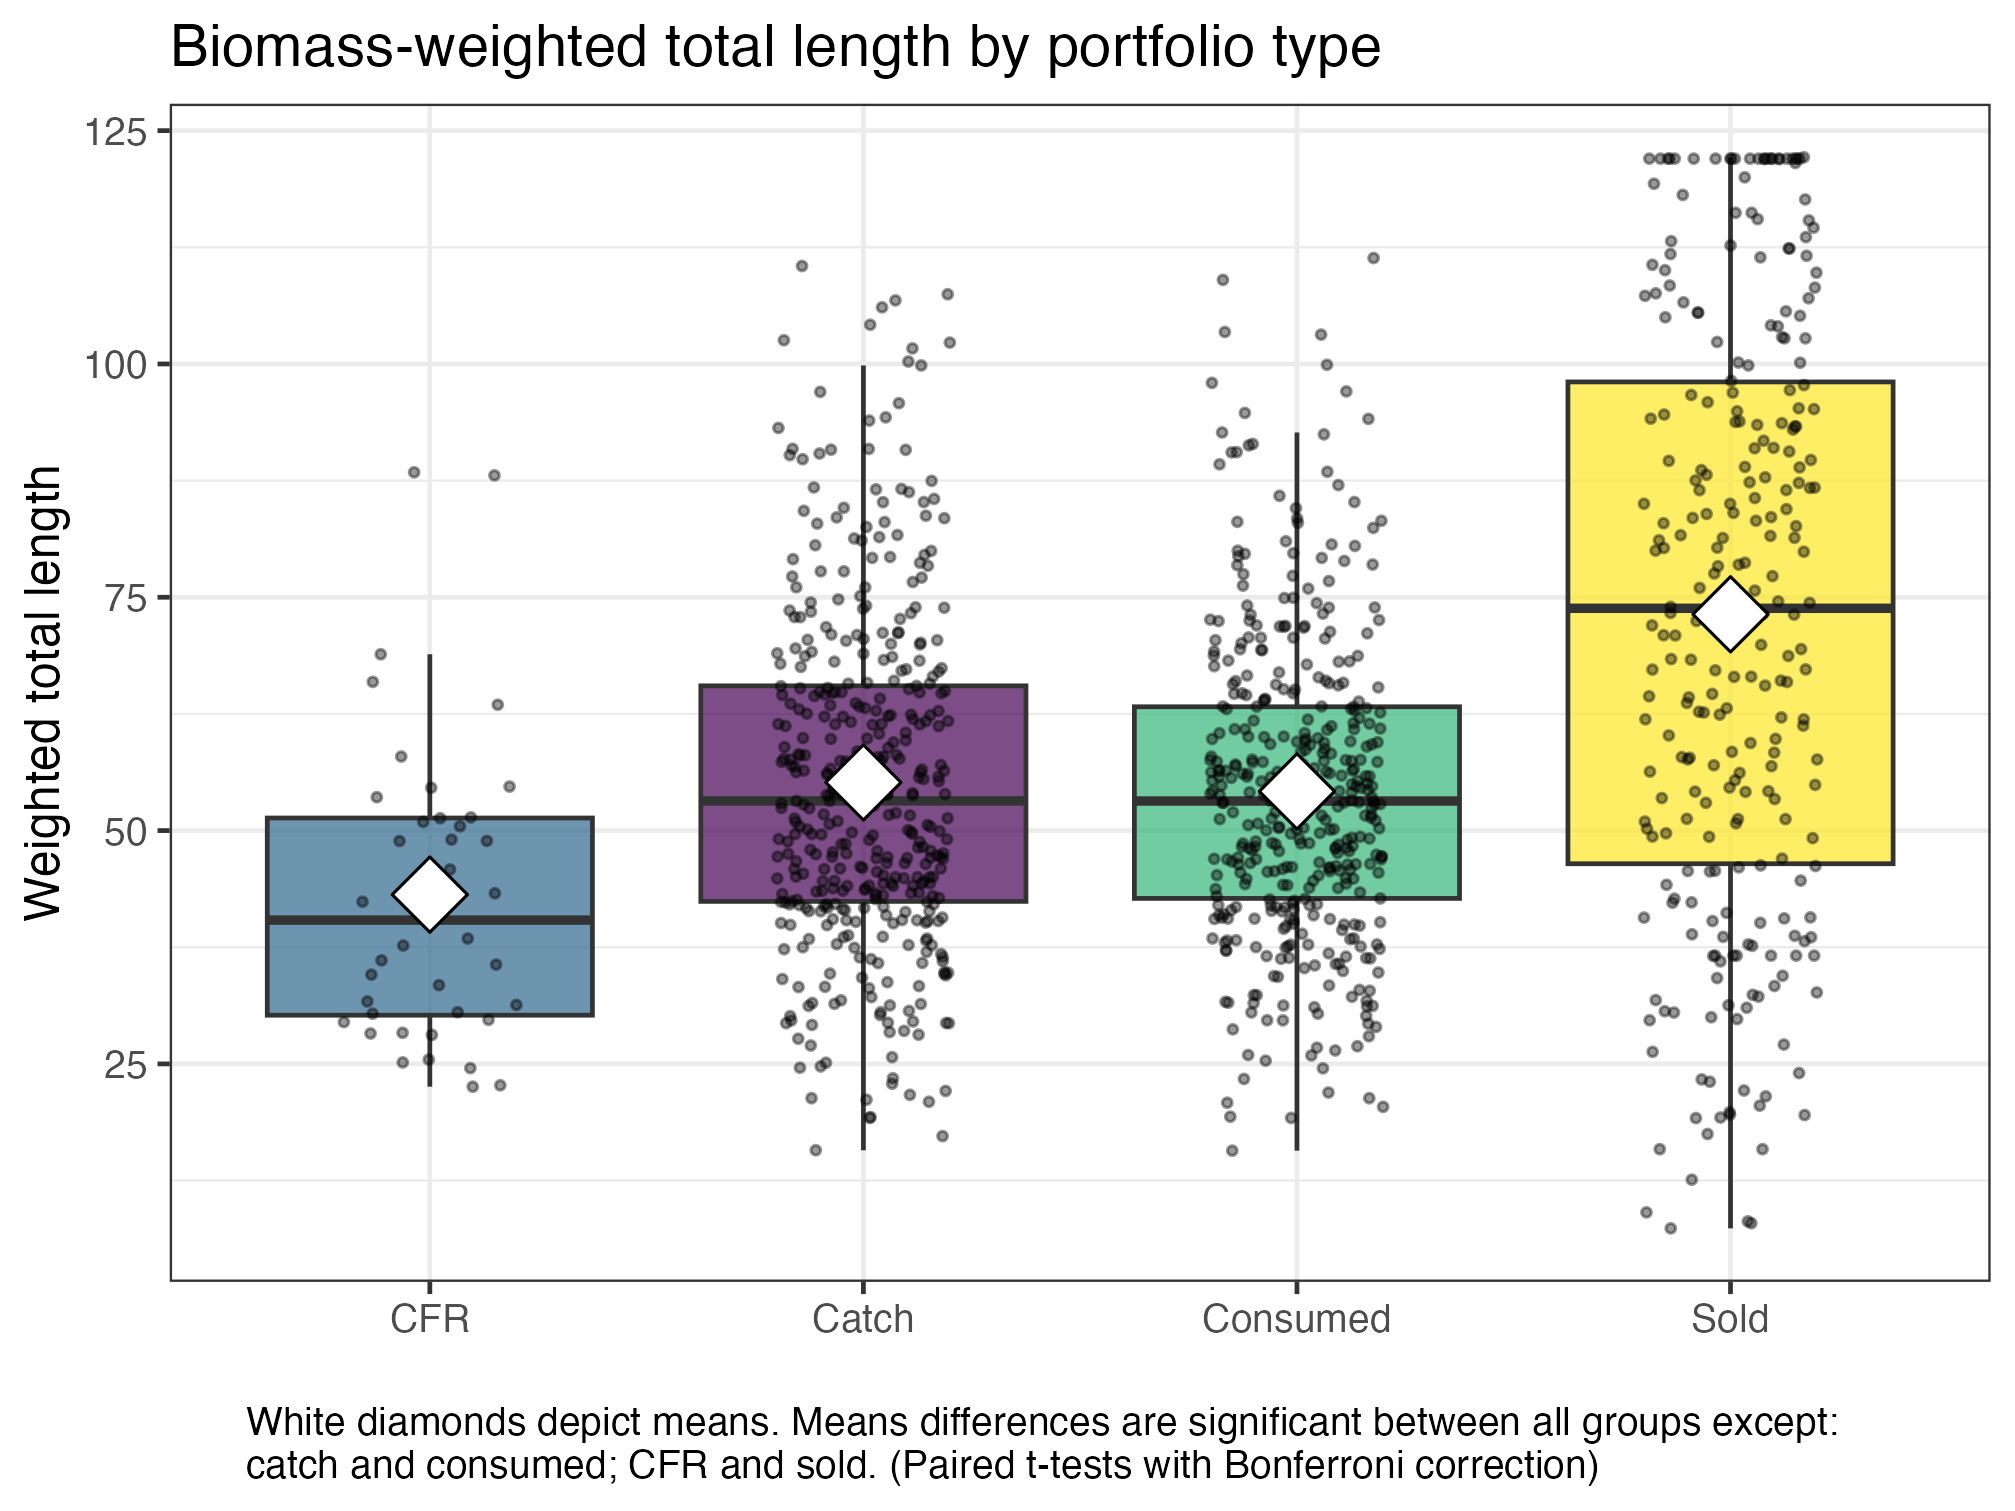 Biomass-weighted total length by portfolio type
Weighted total length
125
100
75
50
25
CFR
Catch
Consumed
Sold
White diamonds depict means. Means differences are significant between all groups except:
catch and consumed; CFR and sold. (Paired t-tests with Bonferroni correction)